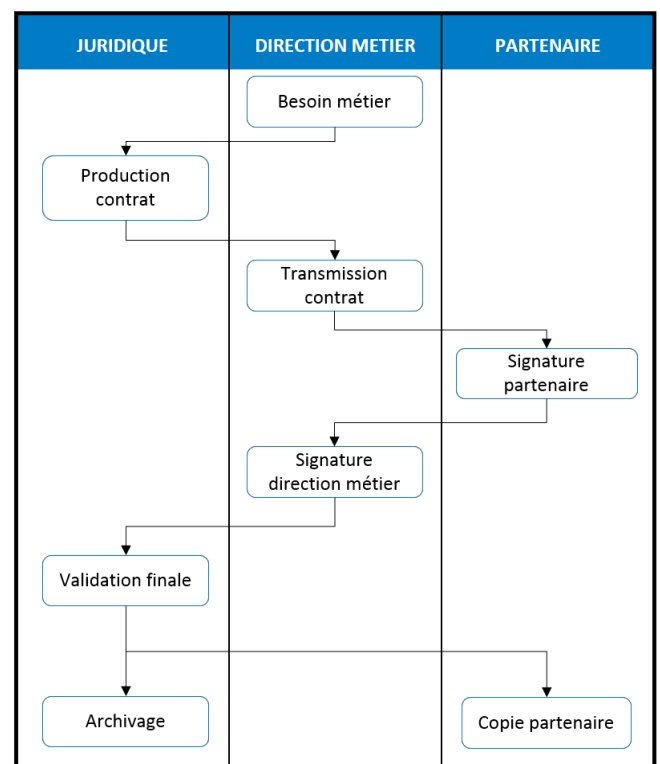 JURIDIQUE
DIRECTION METIER
PARTENAIRE
Besoin métier
Production
contrat
Transmission
contrat
Signature
partenaire
Signature
direction métier
Validation finale
Archivage
Copie partenaire